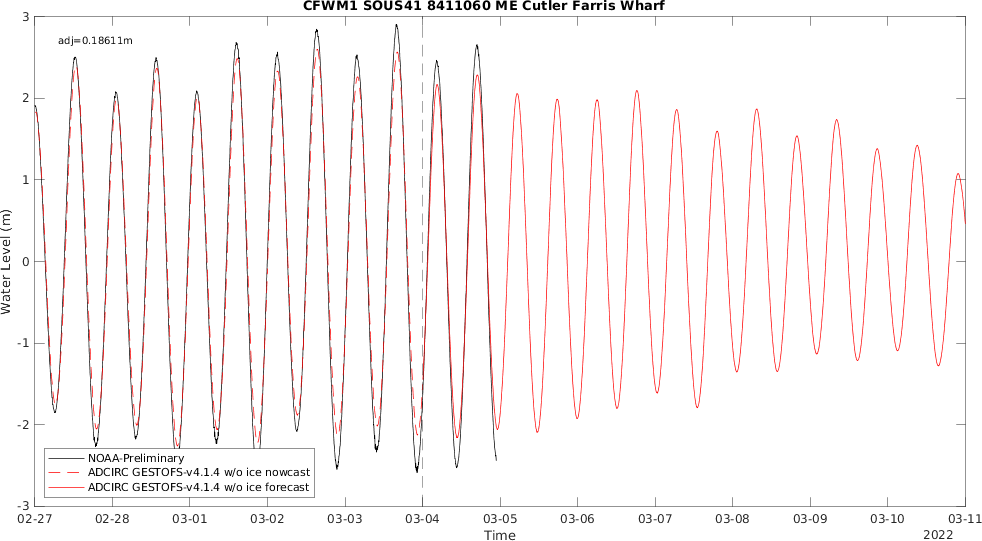 CFWM1 SOUS41 8411060 ME Cutler Farris Wharf
adj=0.18611m
3
2
1
0
-1
-2
-3
Water Level (m)
NOAA-Preliminary
ADCIRC GESTOFS-v4.1.4 w/o ice nowcast
ADCIRC GESTOFS-v4.1.4 w/o ice forecast
02-27 02-28 03-01 03-02 03-03 03-04 03-05 03-06 03-07 03-08 03-09 03-10 03-11
Time
2022